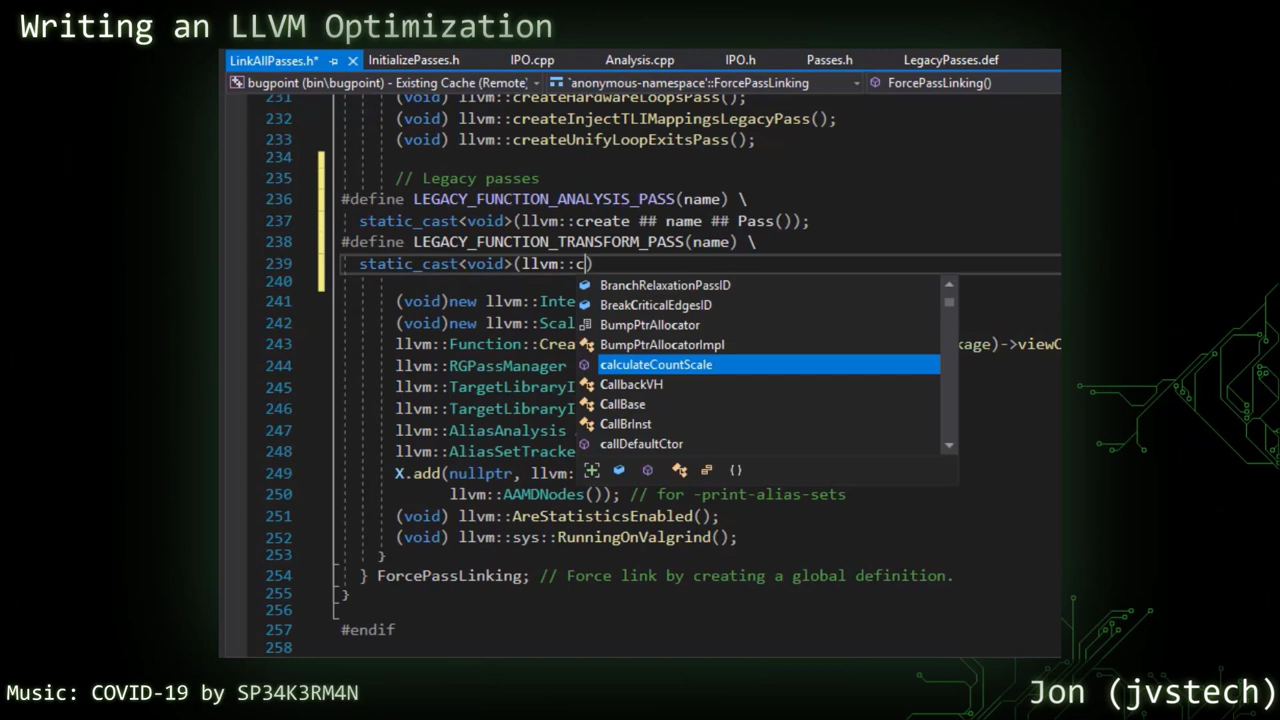 Writing an LLVM Optimization
LinkAllPasses.h* InitializePasses.h IPO.cpp Analysis.cpp IPO.h Passes.h LegacyPasses.def
bugpoint (bin\bugpoint) - Existing Cache (Remote) `anonymous-namespace'::ForcePassLinking ForcePassLinking()
231 (void) llvm::createHardwareLoopsPass();
232 (void) llvm::createInjectTLIMappingsLegacyPass();
233 (void) llvm::createUnifyLoopExitsPass();
234
235 // Legacy passes
236 #define LEGACY_FUNCTION_ANALYSIS_PASS(name) \
237 static_cast<void>(llvm::create ## name ## Pass());
238 #define LEGACY_FUNCTION_TRANSFORM_PASS(name) \
239 static_cast<void>(llvm::c)
240 BranchRelaxationPassID
241 (void)new llvm::Inte BreakCriticalEdgesID
242 (void)new llvm::Scal BumpPtrAllocator
243 llvm::Function::Crea BumpPtrAllocatorImpl kage)->viewC
244 llvm::RGPassManager calculateCountScale
245 llvm::TargetLibraryI CallbackVH
246 llvm::TargetLibraryI CallBase
247 llvm::AliasAnalysis CallBrInst
248 llvm::AliasSetTracke callDefaultCtor
249 X.add(nullptr, llvm: { }
250 llvm::AAMDNodes()); // for -print-alias-sets
251 (void) llvm::AreStatisticsEnabled();
252 (void) llvm::sys::RunningOnValgrind();
253 }
254 } ForcePassLinking; // Force link by creating a global definition.
255 }
256
257 #endif
258
Music: COVID-19 by SP34K3RM4N
Jon (jvstech)